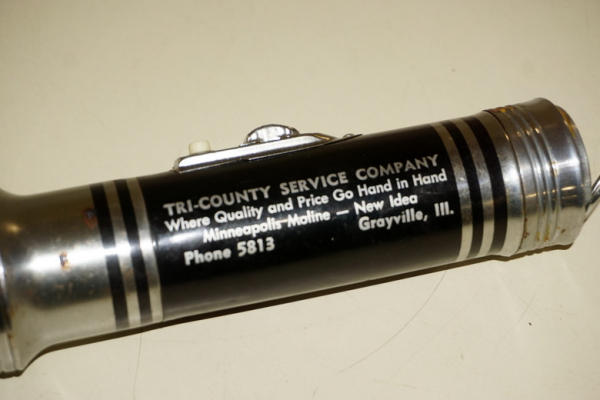 TRI-COUNTY SERVICE COMPANY
Where Quality and Price Go Hand in Hand
Minneapolis-Moline — New Idea
Phone 5813 Grayville, Ill.